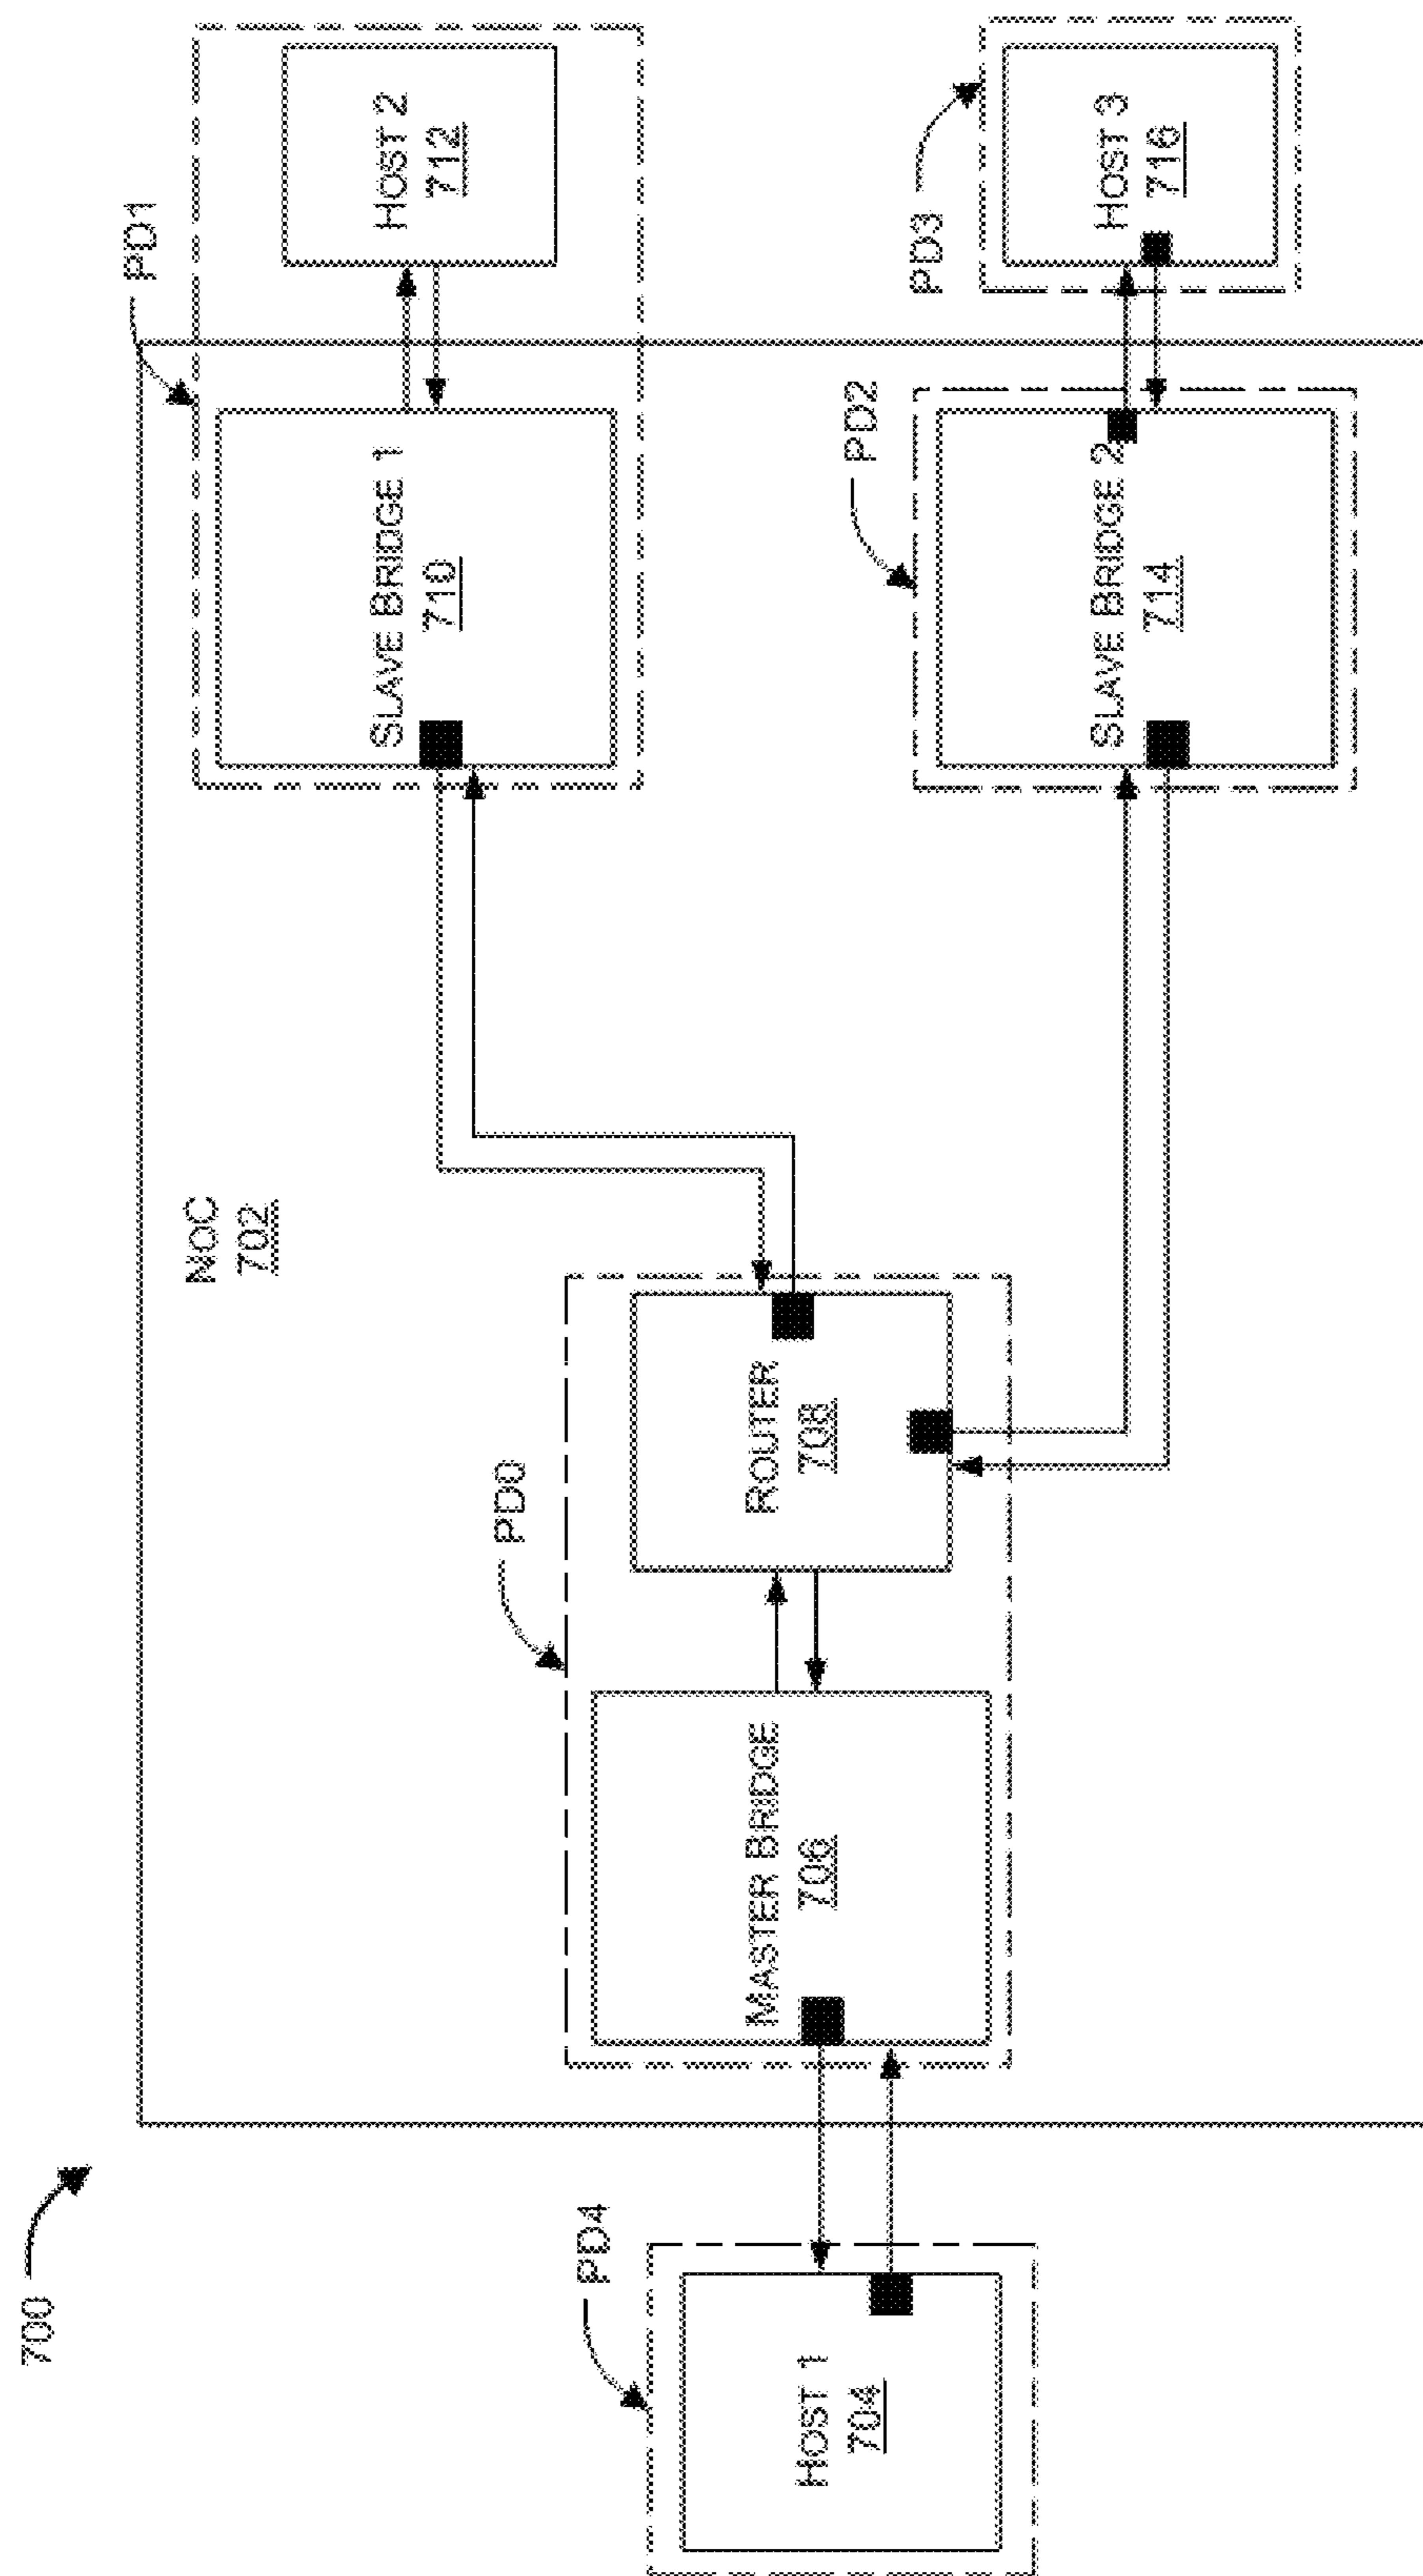 700
HOST 1
704
PD4
MASTER BRIDGE
706
ROUTER
708
PD0
NOC
702
SLAVE BRIDGE 1
710
PD1
HOST 2
712
SLAVE BRIDGE 2
714
PD2
HOST 3
716
PD3